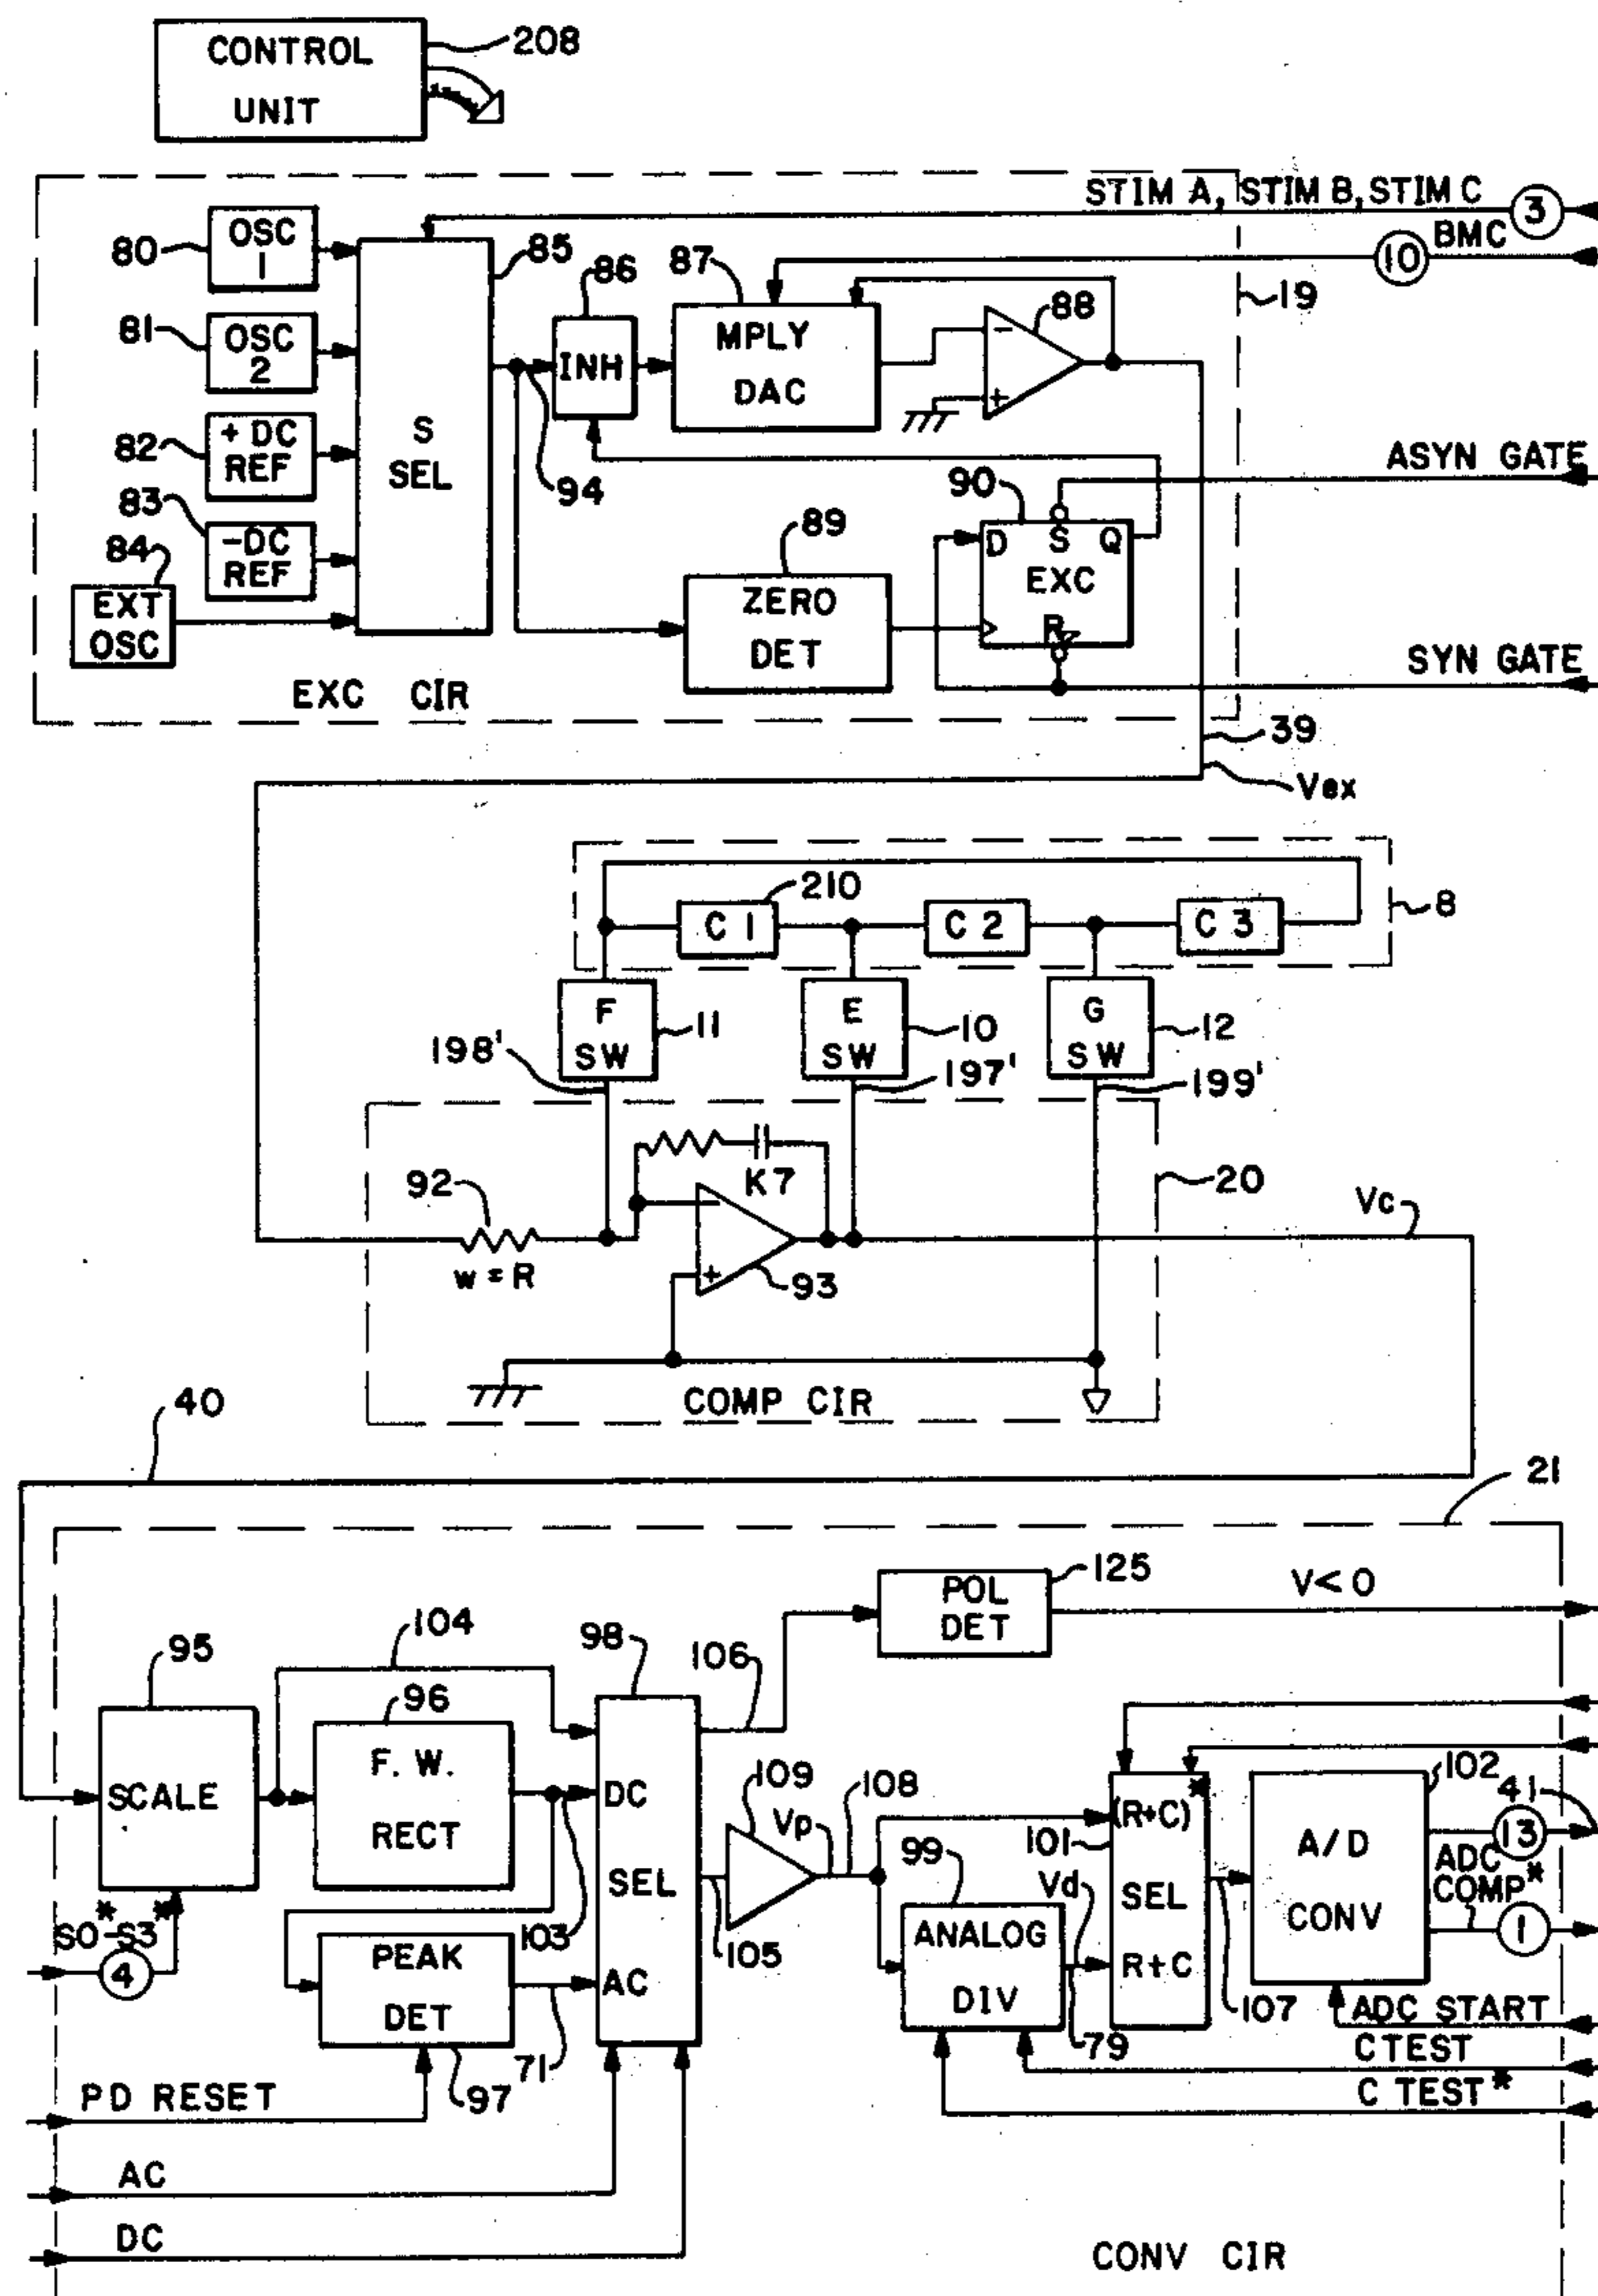 CONTROL
UNIT
208
STIM A, STIM B, STIM C
3
BMC
10
19
80
OSC
1
81
OSC
2
82
+ DC
REF
83
-DC
REF
84
EXT
OSC
S
SEL
85
94
86
INH
87
MPLY
DAC
88
-
+
ASYN GATE
90
D
S
Q
EXC
R
89
ZERO
DET
SYN GATE
EXC CIR
39
Vex
210
C 1
C 2
C 3
8
F
SW
11
E
SW
10
G
SW
12
198'
197'
199'
92
w = R
K7
-
+
93
20
Vc
COMP CIR
40
21
125
POL
DET
V < 0
104
98
106
95
SCALE
96
F. W.
RECT
DC
SEL
AC
109
Vp
108
101
(R+C)*
SEL
R+C
102
A/D
CONV
41
13
ADC
COMP*
1
99
ANALOG
DIV
Vd
S0*-S3*
4
PEAK
DET
103
105
71
97
79
107
ADC START
C TEST
C TEST*
PD RESET
AC
DC
CONV CIR